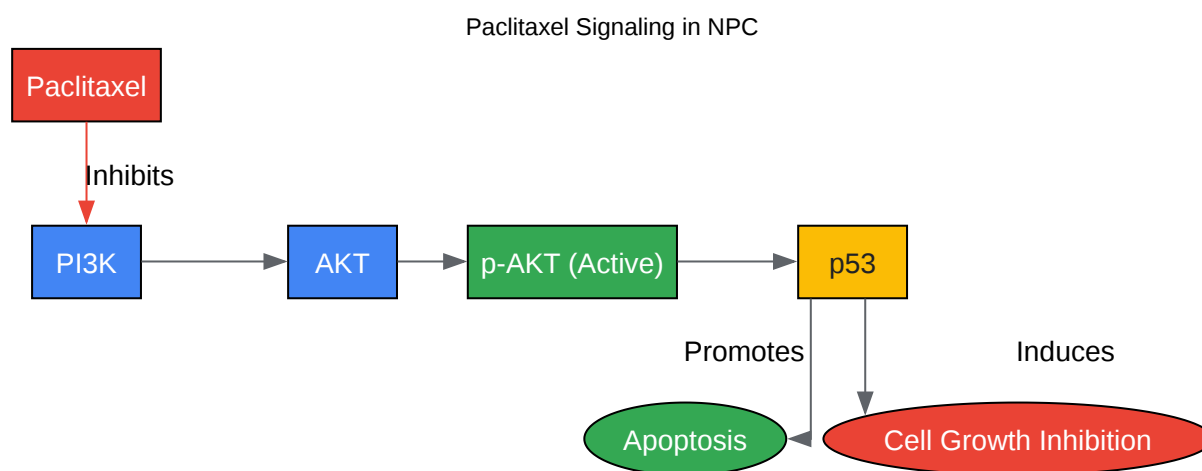 Paclitaxel Signaling in NPC
Paclitaxel
Inhibits
PI3K
AKT
p-AKT (Active)
p53
Promotes
Induces
Apoptosis
Cell Growth Inhibition